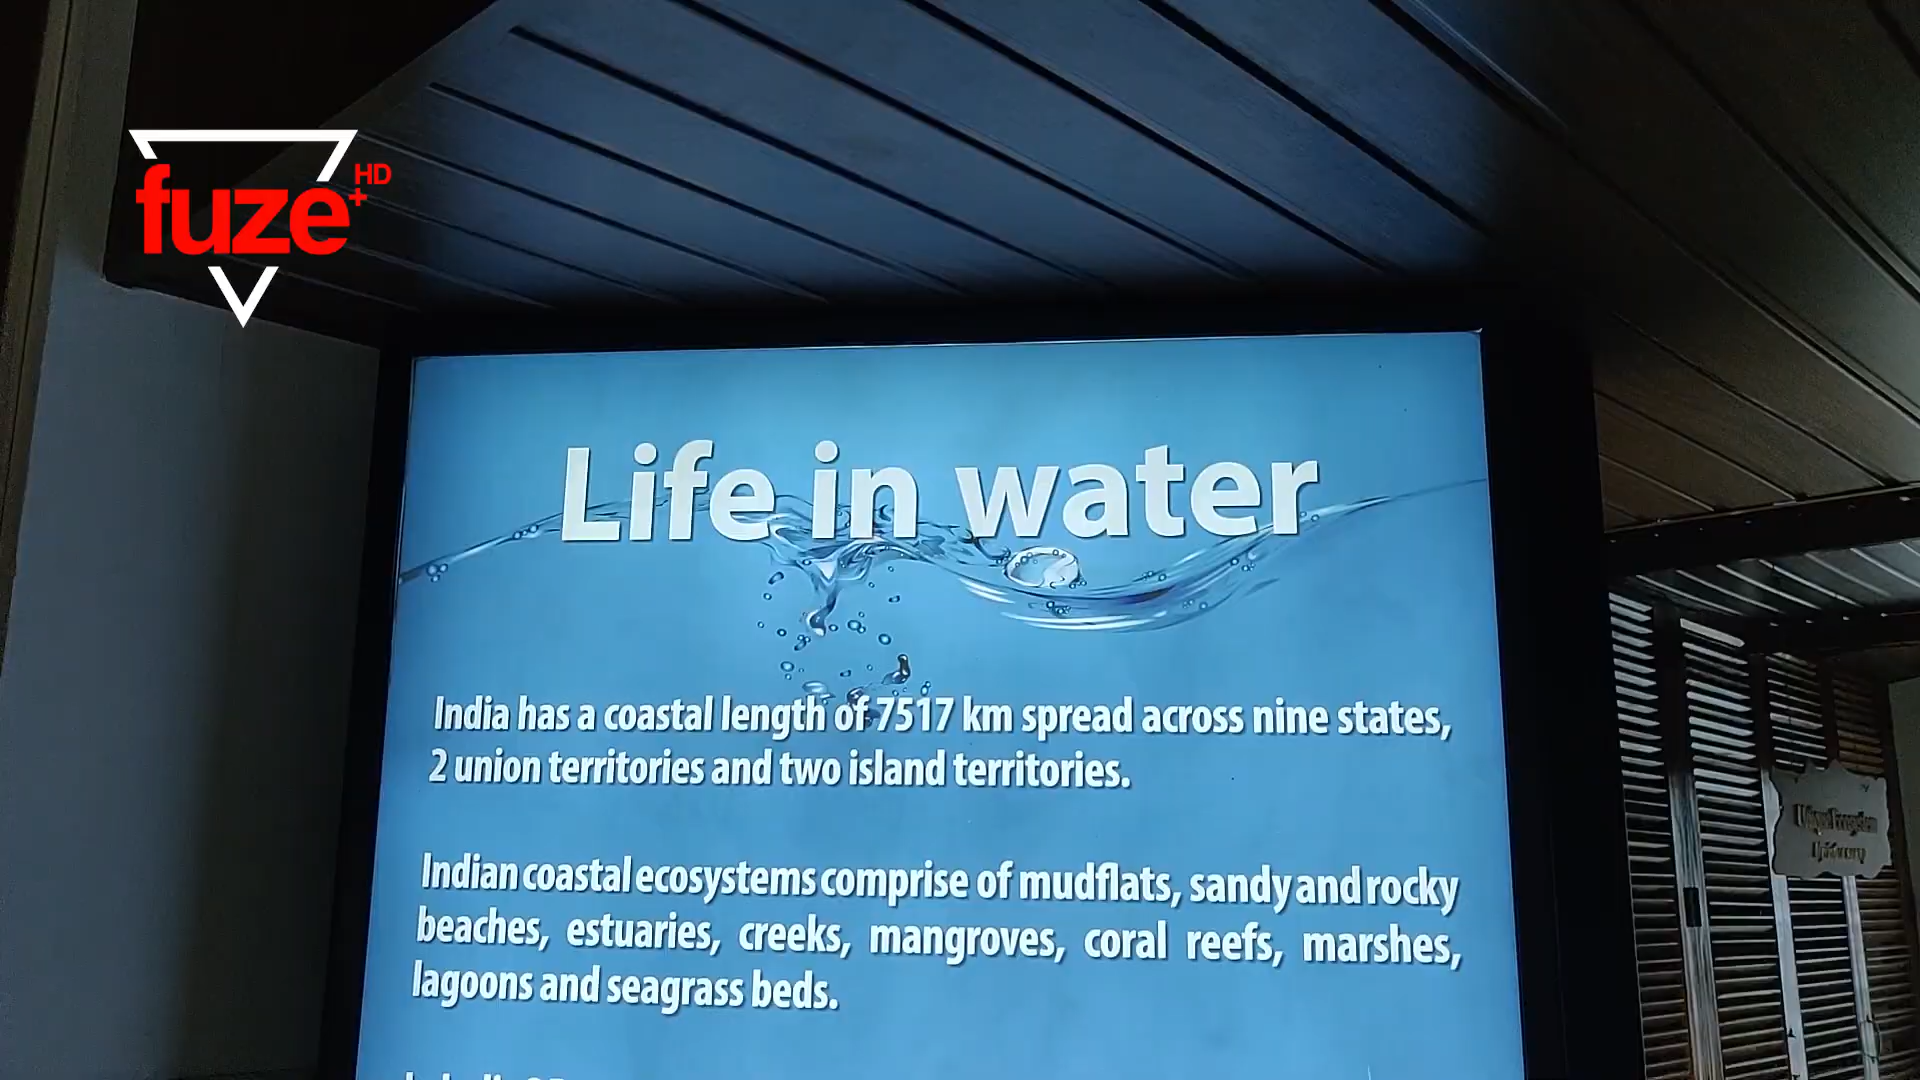 fuze+ HD
Life in water
India has a coastal length of 7517 km spread across nine states,
2 union territories and two island territories.
Indian coastal ecosystems comprise of mudflats, sandy and rocky
beaches, estuaries, creeks, mangroves, coral reefs, marshes,
lagoons and seagrass beds.